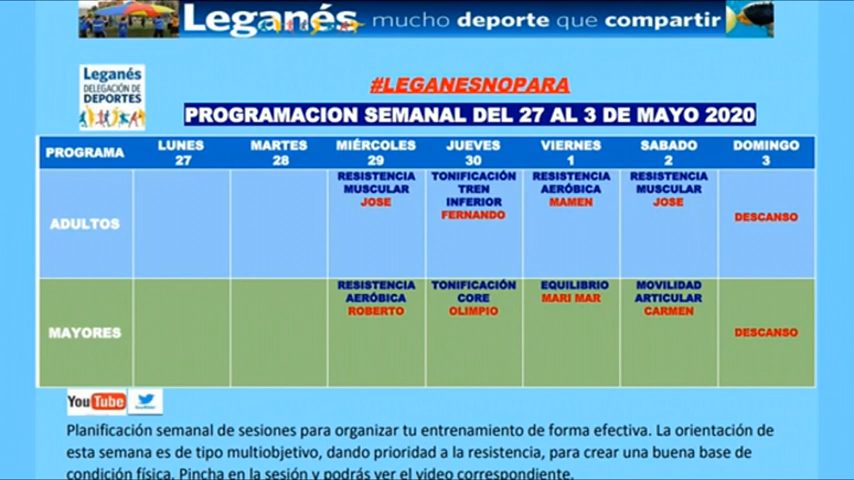 Leganés mucho deporte que compartir
Leganés
DELEGACIÓN DE
DEPORTES
#LEGANESNOPARA
PROGRAMACION SEMANAL DEL 27 AL 3 DE MAYO 2020
PROGRAMA LUNES 27 MARTES 28 MIÉRCOLES 29 JUEVES 30 VIERNES 1 SABADO 2 DOMINGO 3
ADULTOS
RESISTENCIA
MUSCULAR
JOSE
TONIFICACIÓN
TREN
INFERIOR
FERNANDO
RESISTENCIA
AERÓBICA
MAMEN
RESISTENCIA
MUSCULAR
JOSE
DESCANSO
MAYORES
RESISTENCIA
AERÓBICA
ROBERTO
TONIFICACIÓN
CORE
OLIMPIO
EQUILIBRIO
MARI MAR
MOVILIDAD
ARTICULAR
CARMEN
DESCANSO
YouTube
Planificación semanal de sesiones para organizar tu entrenamiento de forma efectiva. La orientación de
esta semana es de tipo multiobjetivo, dando prioridad a la resistencia, para crear una buena base de
condición física. Pincha en la sesión y podrás ver el video correspondiente.